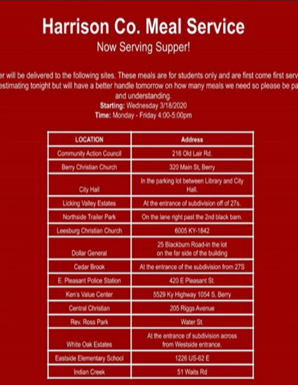 Harrison Co. Meal Service
Now Serving Supper!
er will be delivered to the following sites. These meals are for students only and are first come first serv
estimating tonight but will have a better handle tomorrow on how many meals we need so please be pa
and understanding.
Starting: Wednesday 3/18/2020
Time: Monday - Friday 4:00-5:00pm
LOCATION Address
Community Action Council 216 Old Lair Rd.
Berry Christian Church 320 Main St, Berry
In the parking lot between Library and City
City Hall Hall.
Licking Valley Estates At the entrance of subdivision off of 27s.
Northside Trailer Park On the lane right past the 2nd black barn.
Leesburg Christian Church 6005 KY-1842
25 Blackburn Road-in the lot
Dollar General on the far side of the building
Cedar Brook At the entrance of the subdivision from 27S
E. Pleasant Police Station 420 E Pleasant St.
Ken's Value Center 5529 Ky Highway 1054 S, Berry
Central Christian 205 Riggs Avenue
Rev. Ross Park Water St.
At the entrance of subdivision across
White Oak Estates from Westside entrance.
Eastside Elementary School 1226 US-62 E
Indian Creek 51 Waits Rd